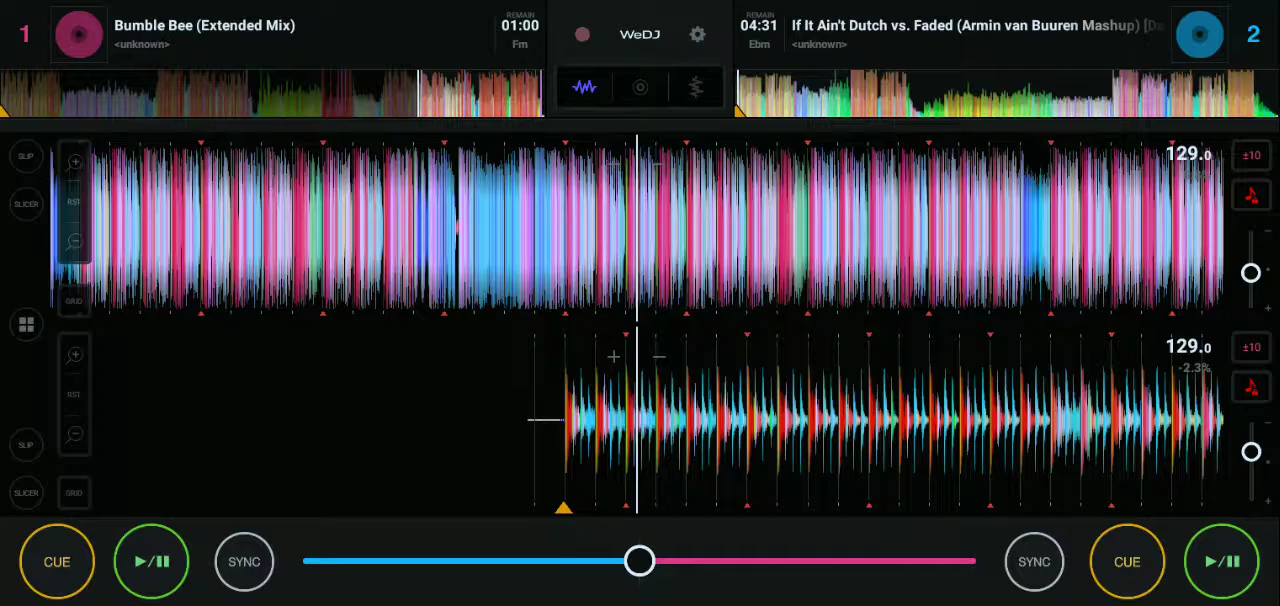 1
Bumble Bee (Extended Mix)
<unknown>
REMAIN
01:00
Fm
WeDJ
REMAIN
04:31
Ebm
If It Ain't Dutch vs. Faded (Armin van Buuren Mashup) [Da
<unknown>
2
SLIP
SLICER
RST
GRID
129.0
±10
RST
SLIP
SLICER
GRID
129.0
-2.3%
±10
CUE
SYNC
SYNC
CUE